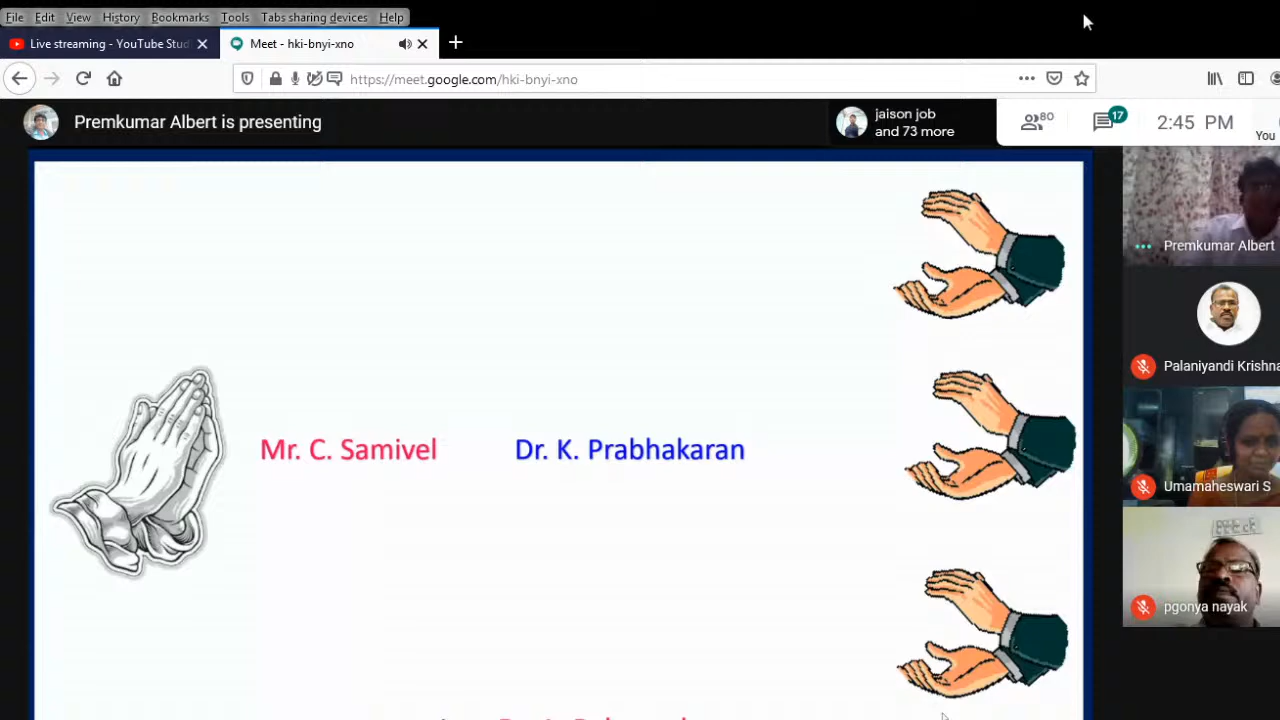 File Edit View History Bookmarks Tools Tabs sharing devices Help
Live streaming - YouTube Stud
Meet - hki-bnyi-xno
https://meet.google.com/hki-bnyi-xno
Premkumar Albert is presenting
jaison job
and 73 more
80
17
2:45 PM
You
Premkumar Albert
Palaniyandi Krishna
Mr. C. Samivel Dr. K. Prabhakaran
Umamaheswari S
pgonya nayak